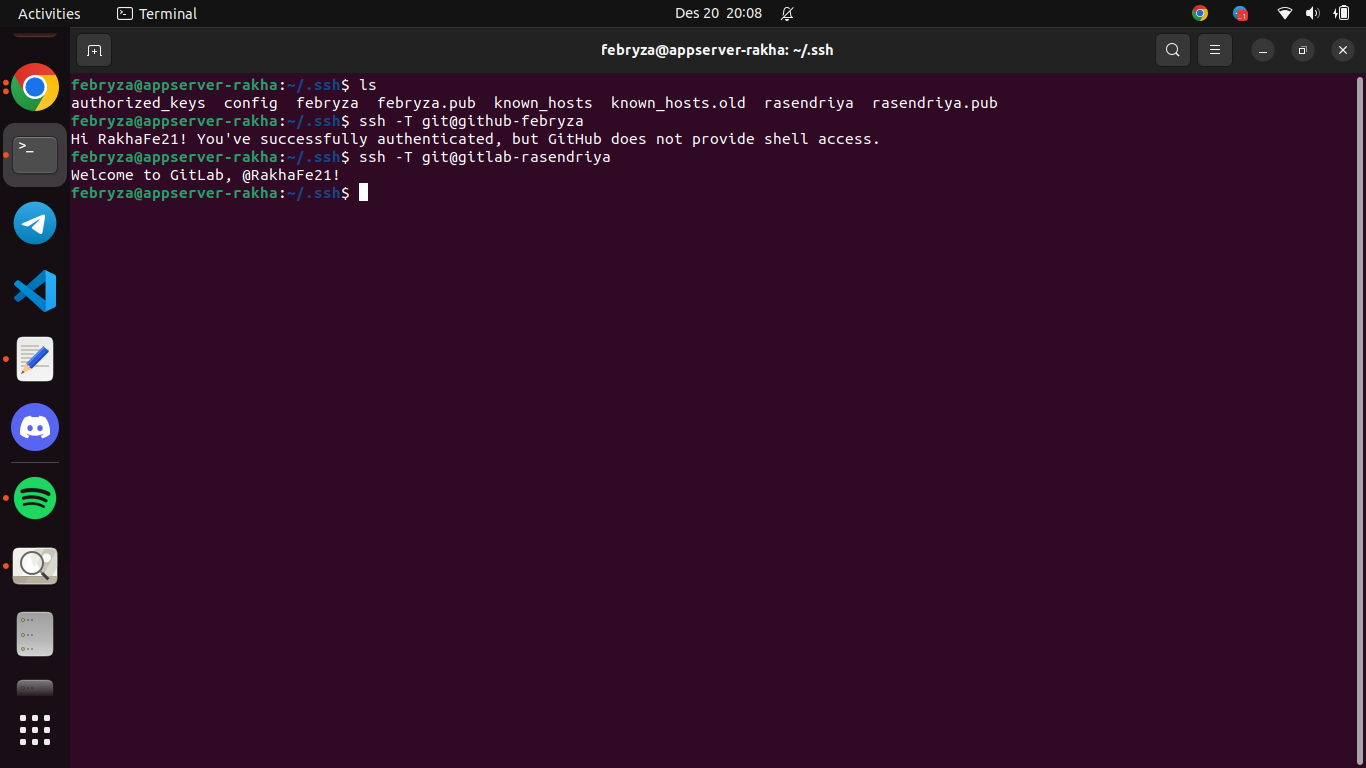 Activities Terminal Des 20 20:08
febryza@appserver-rakha: ~/.ssh
febryza@appserver-rakha:~/.ssh$ ls
authorized_keys config febryza febryza.pub known_hosts known_hosts.old rasendriya rasendriya.pub
febryza@appserver-rakha:~/.ssh$ ssh -T git@github-febryza
Hi RakhaFe21! You've successfully authenticated, but GitHub does not provide shell access.
febryza@appserver-rakha:~/.ssh$ ssh -T git@gitlab-rasendriya
Welcome to GitLab, @RakhaFe21!
febryza@appserver-rakha:~/.ssh$